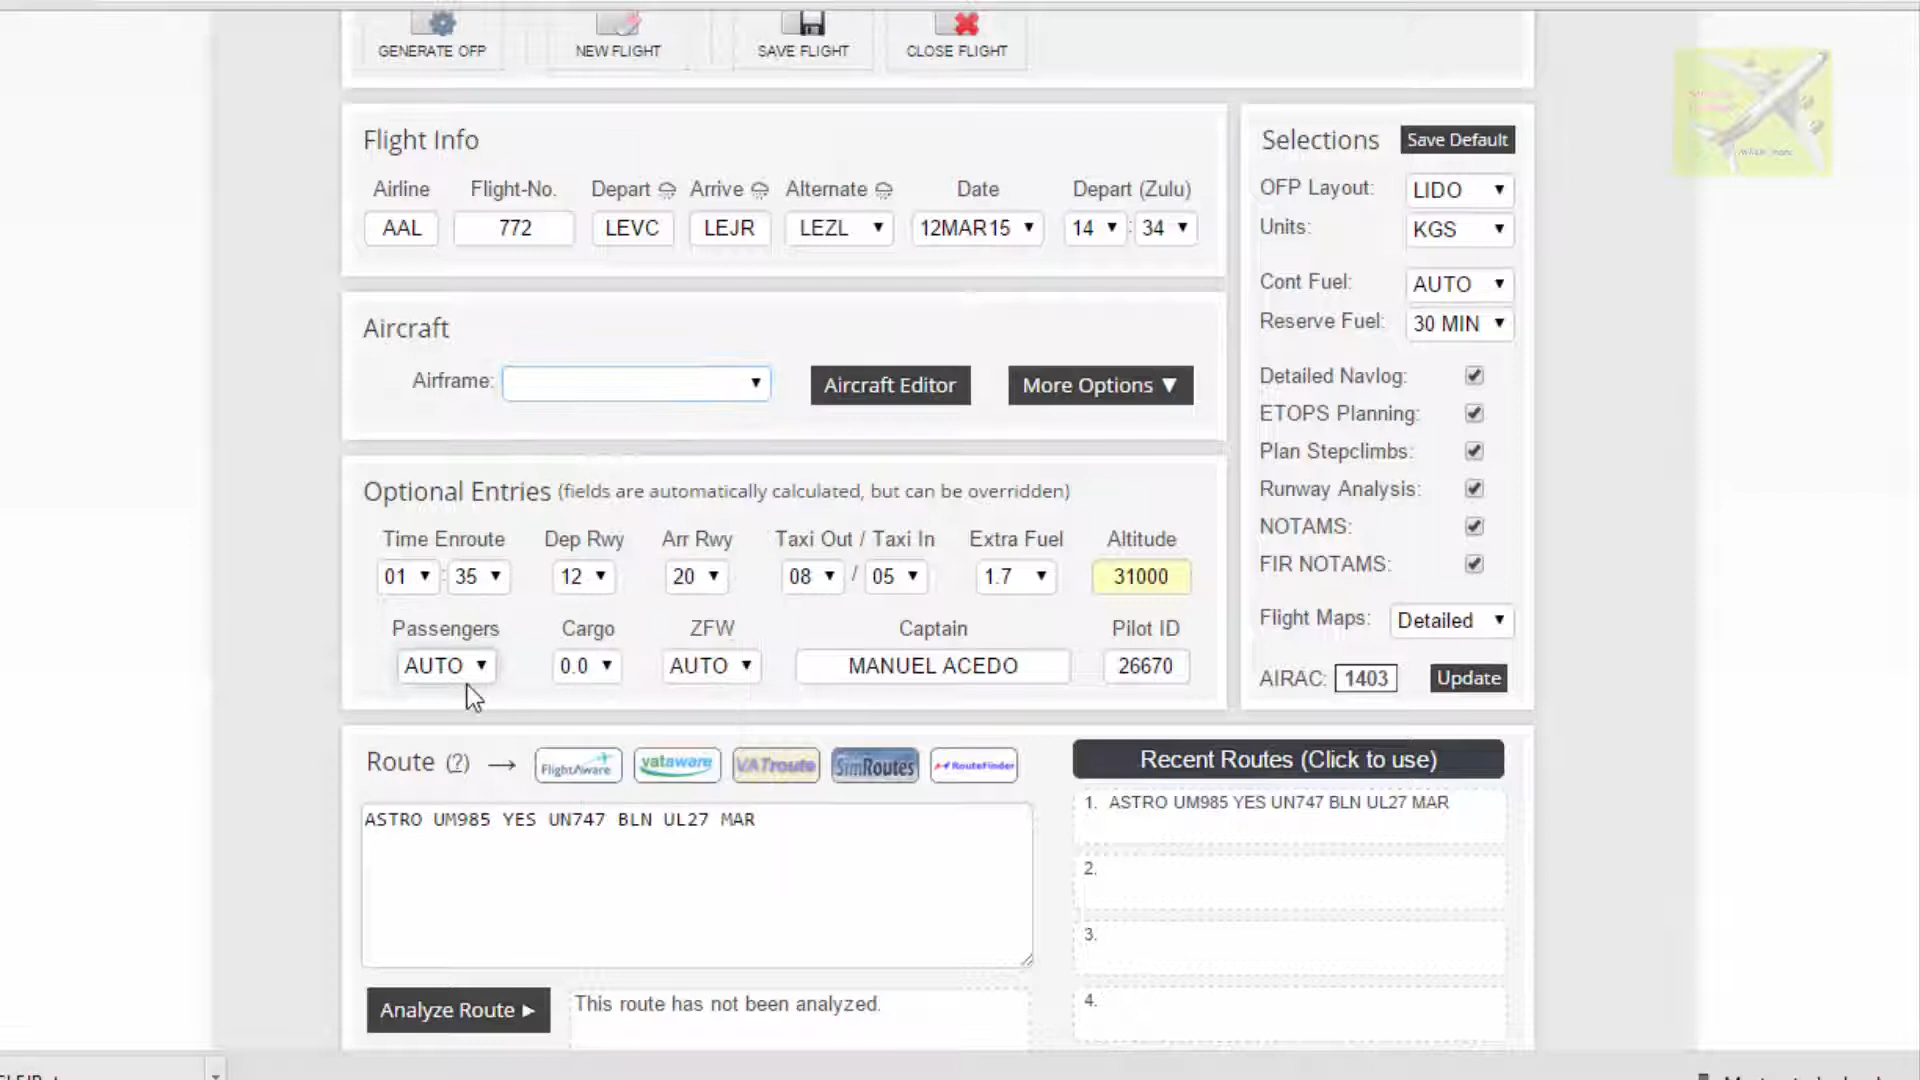 GENERATE OFP NEW FLIGHT SAVE FLIGHT CLOSE FLIGHT
Flight Info
Airline Flight-No. Depart Arrive Alternate Date Depart (Zulu)
AAL 772 LEVC LEJR LEZL 12MAR15 14 : 34
Aircraft
Airframe: Aircraft Editor More Options ▼
Optional Entries (fields are automatically calculated, but can be overridden)
Time Enroute Dep Rwy Arr Rwy Taxi Out / Taxi In Extra Fuel Altitude
01 : 35 12 20 08 / 05 1.7 31000
Passengers Cargo ZFW Captain Pilot ID
AUTO 0.0 AUTO MANUEL ACEDO 26670
Selections Save Default
OFP Layout: LIDO
Units: KGS
Cont Fuel: AUTO
Reserve Fuel: 30 MIN
Detailed Navlog:
ETOPS Planning:
Plan Stepclimbs:
Runway Analysis:
NOTAMS:
FIR NOTAMS:
Flight Maps: Detailed
AIRAC: 1403 Update
Route (?) → FlightAware vataware VATroute SimRoutes RouteFinder
ASTRO UM985 YES UN747 BLN UL27 MAR
Analyze Route ► This route has not been analyzed.
Recent Routes (Click to use)
1. ASTRO UM985 YES UN747 BLN UL27 MAR
2.
3.
4.